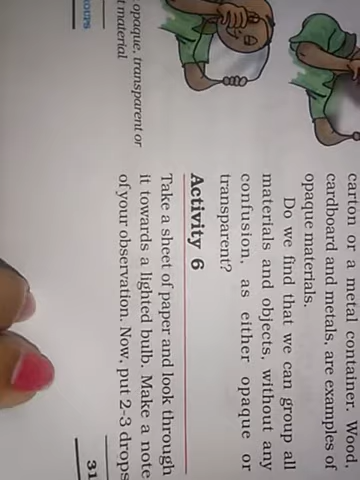 carton or a metal container. Wood,
cardboard and metals, are examples of
opaque materials.
Do we find that we can group all
materials and objects, without any
confusion, as either opaque or
transparent?
Activity 6
Take a sheet of paper and look through
it towards a lighted bulb. Make a note
of your observation. Now, put 2-3 drops
opaque, transparent or
t material
31